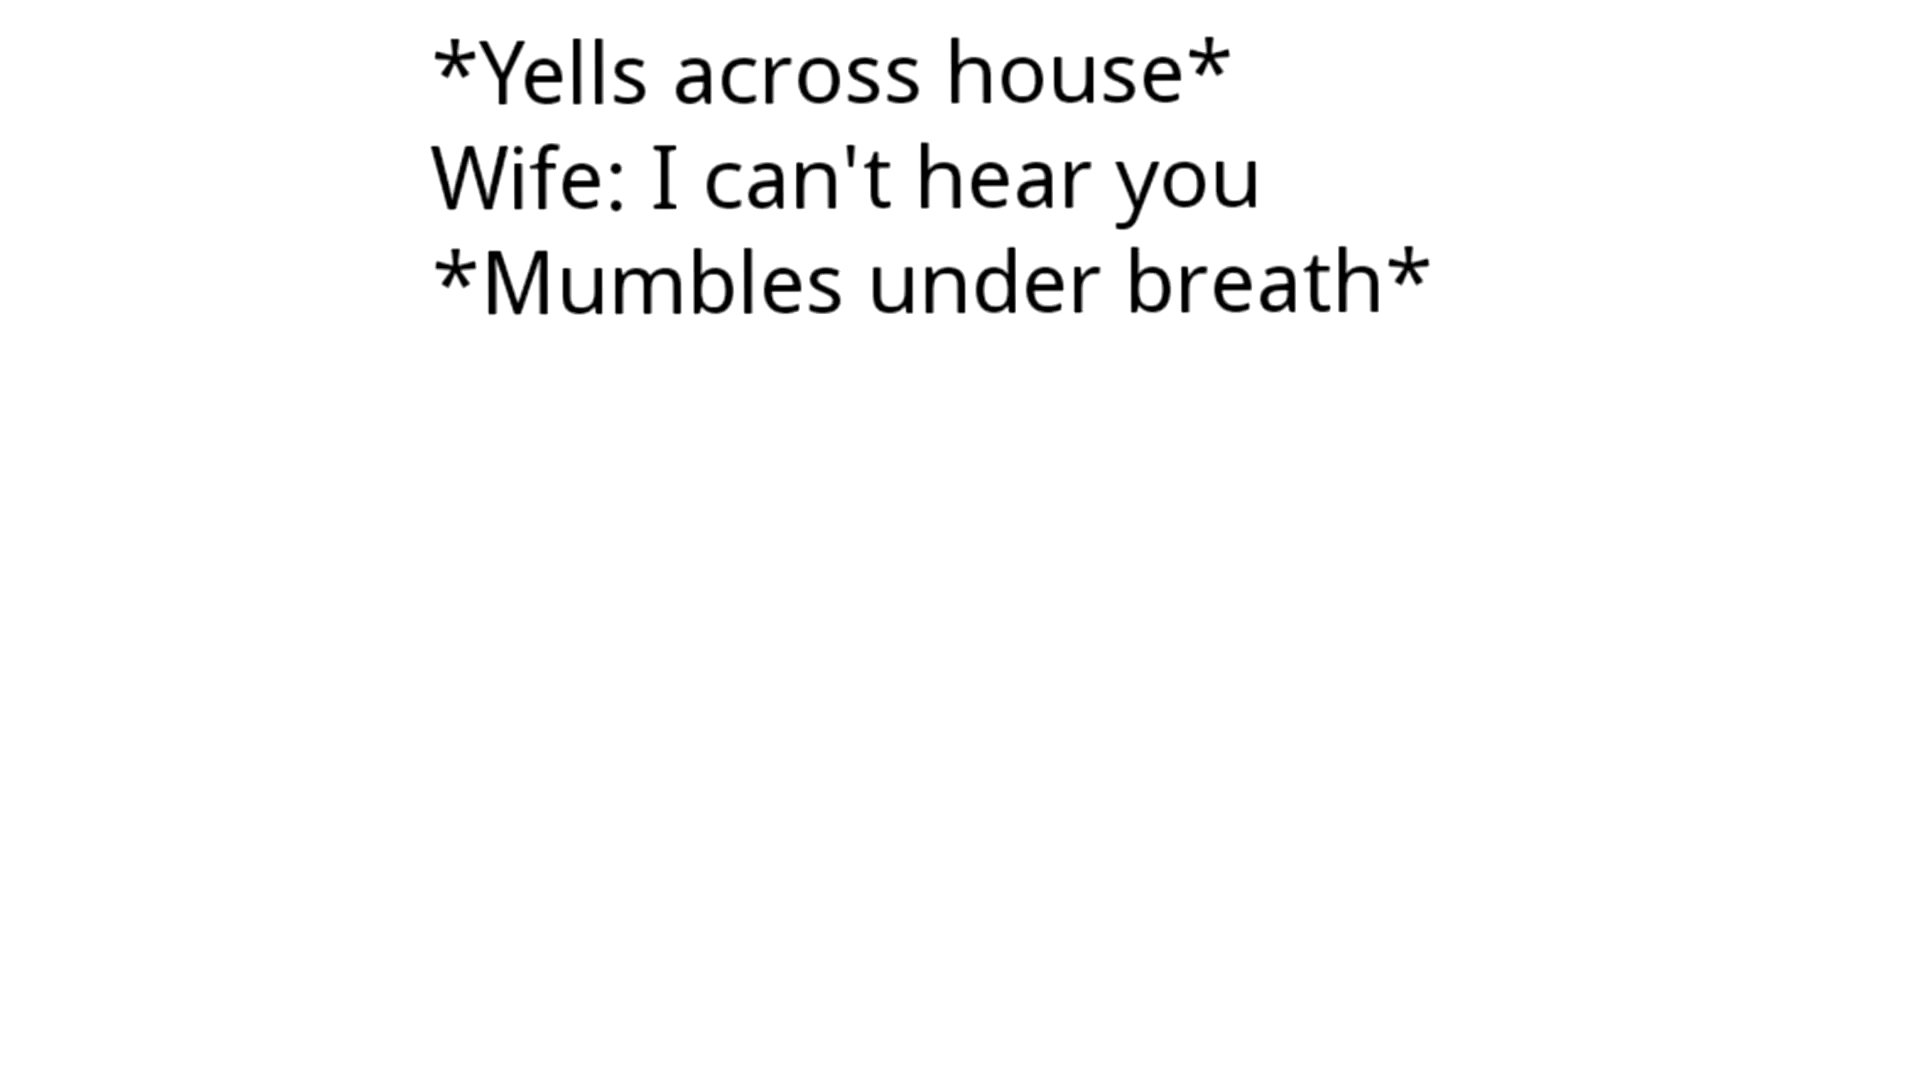 *Yells across house*
Wife: I can't hear you
*Mumbles under breath*